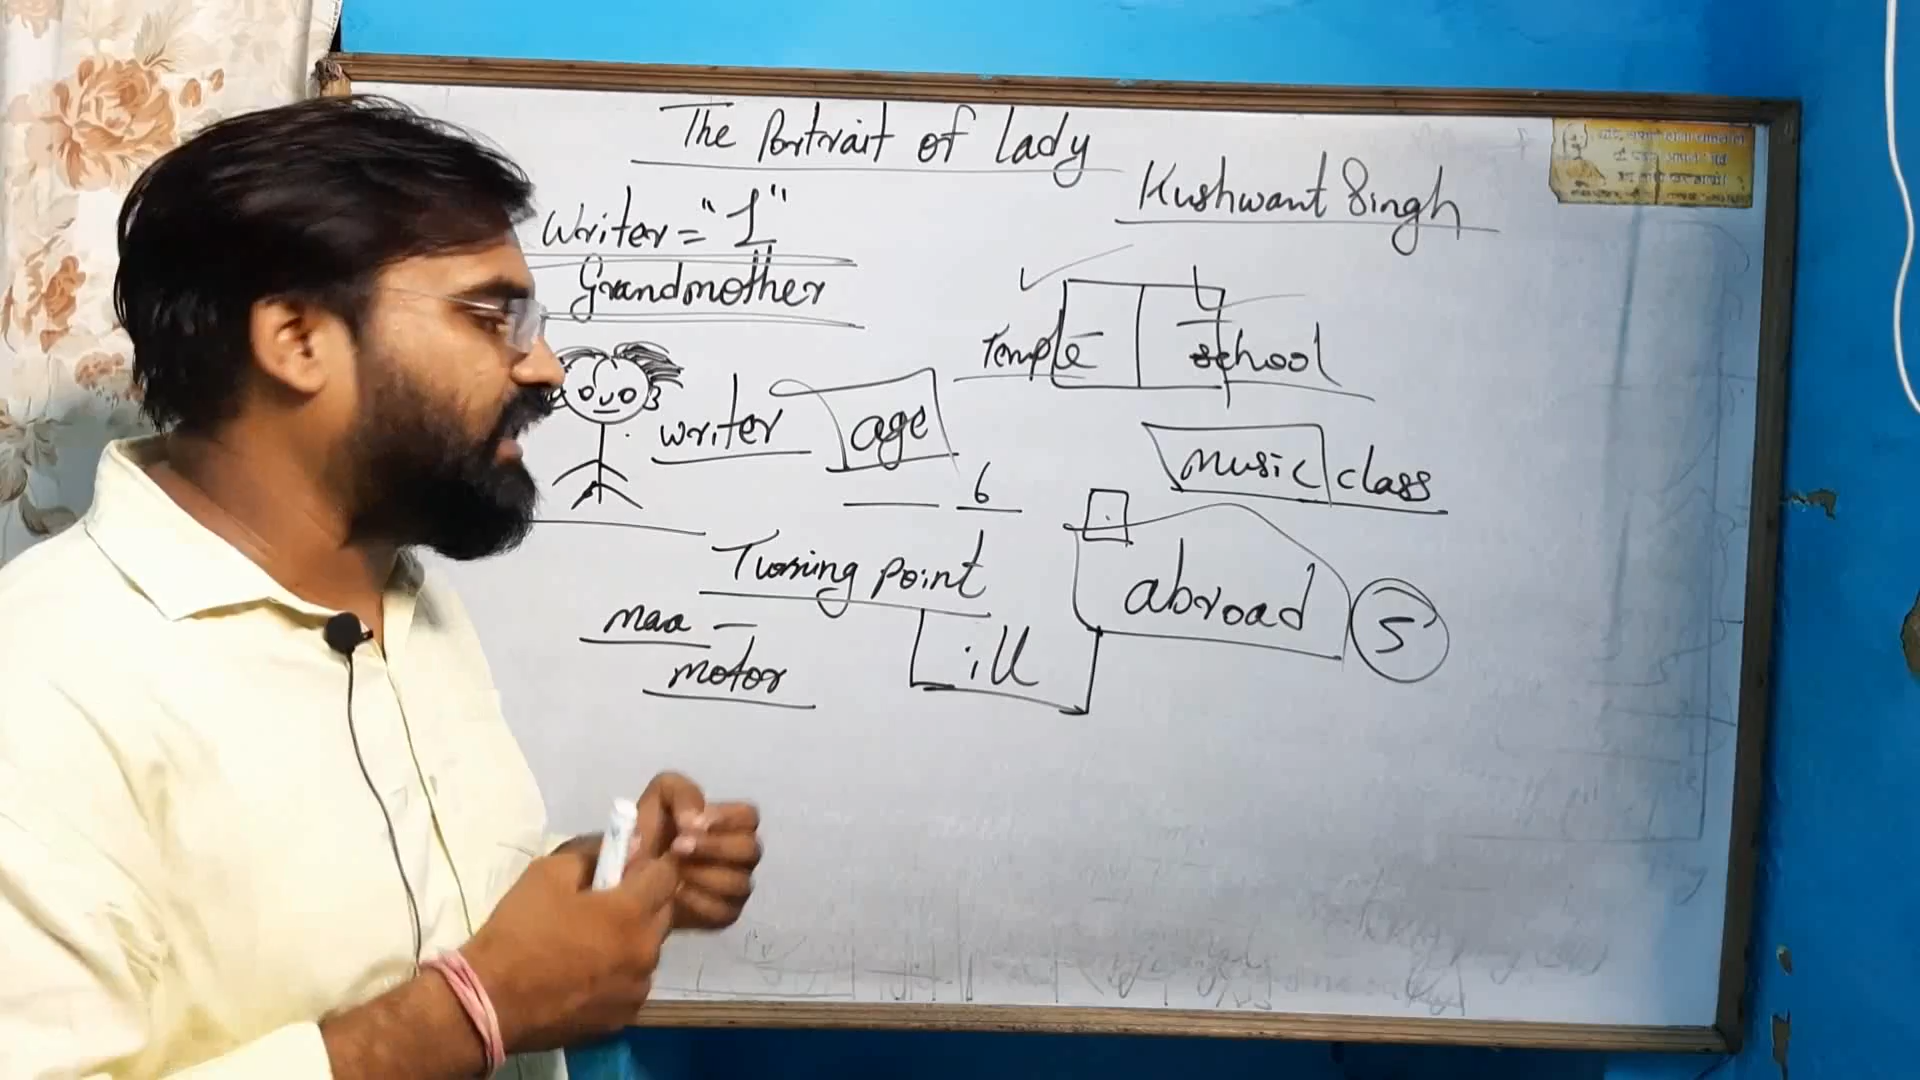 The Portrait of lady
Kushwant Singh
Writer = "I"
Grandmother
Temple school
writer age
6
music class
Turning point
abroad 5
maa
motor
ill